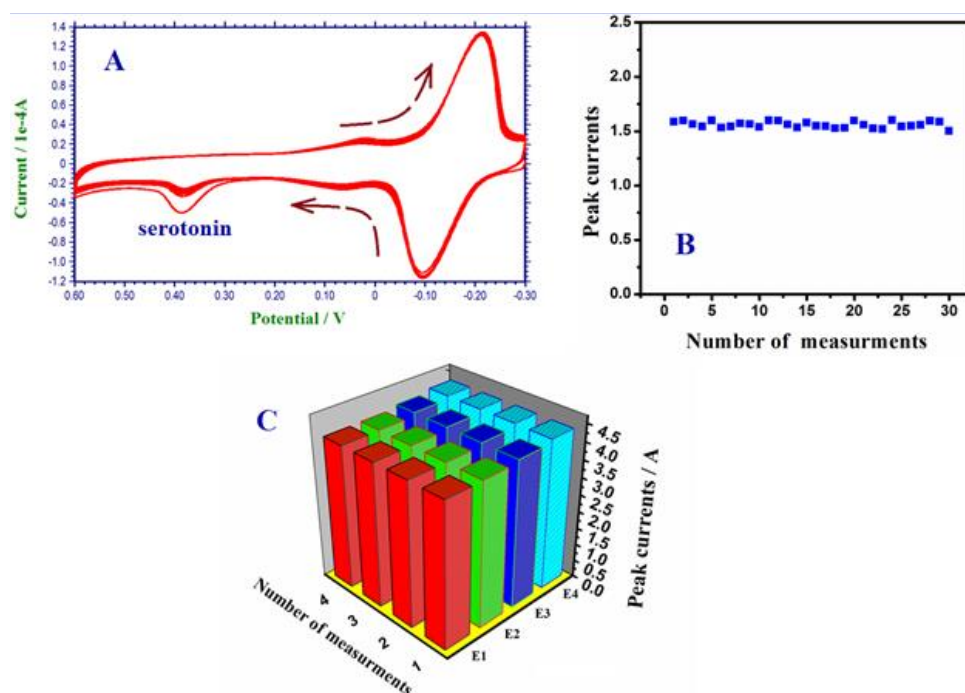 A
Current / 1e-4A
1.4
1.2
1.0
0.8
0.6
0.4
0.2
0
-0.2
-0.4
-0.6
-0.8
-1.0
-1.2
serotonin
0.60 0.50 0.40 0.30 0.20 0.10 0 -0.10 -0.20 -0.30
Potential / V
B
Peak currents
2.5
2.0
1.5
1.0
0.5
0.0
0 5 10 15 20 25 30
Number of measurments
C
Peak currents / A
4.5
4.0
3.5
3.0
2.5
2.0
1.5
1.0
0.5
0.0
4 3 2 1
Number of measurments
E1 E2 E3 E4